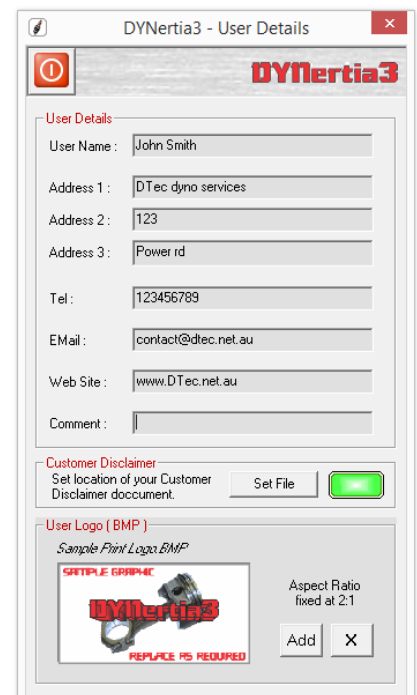 DYNertia3 - User Details
DYNertia3
User Details
User Name : John Smith
Address 1 : DTec dyno services
Address 2 : 123
Address 3 : Power rd
Tel : 123456789
EMail : contact@dtec.net.au
Web Site : www.DTec.net.au
Comment :
Customer Disclaimer
Set location of your Customer Disclaimer doccument.
Set File
User Logo ( BMP )
Sample Print Logo.BMP
SAMPLE GRAPHIC
DYNertia3
REPLACE AS REQUIRED
Aspect Ratio
fixed at 2:1
Add X